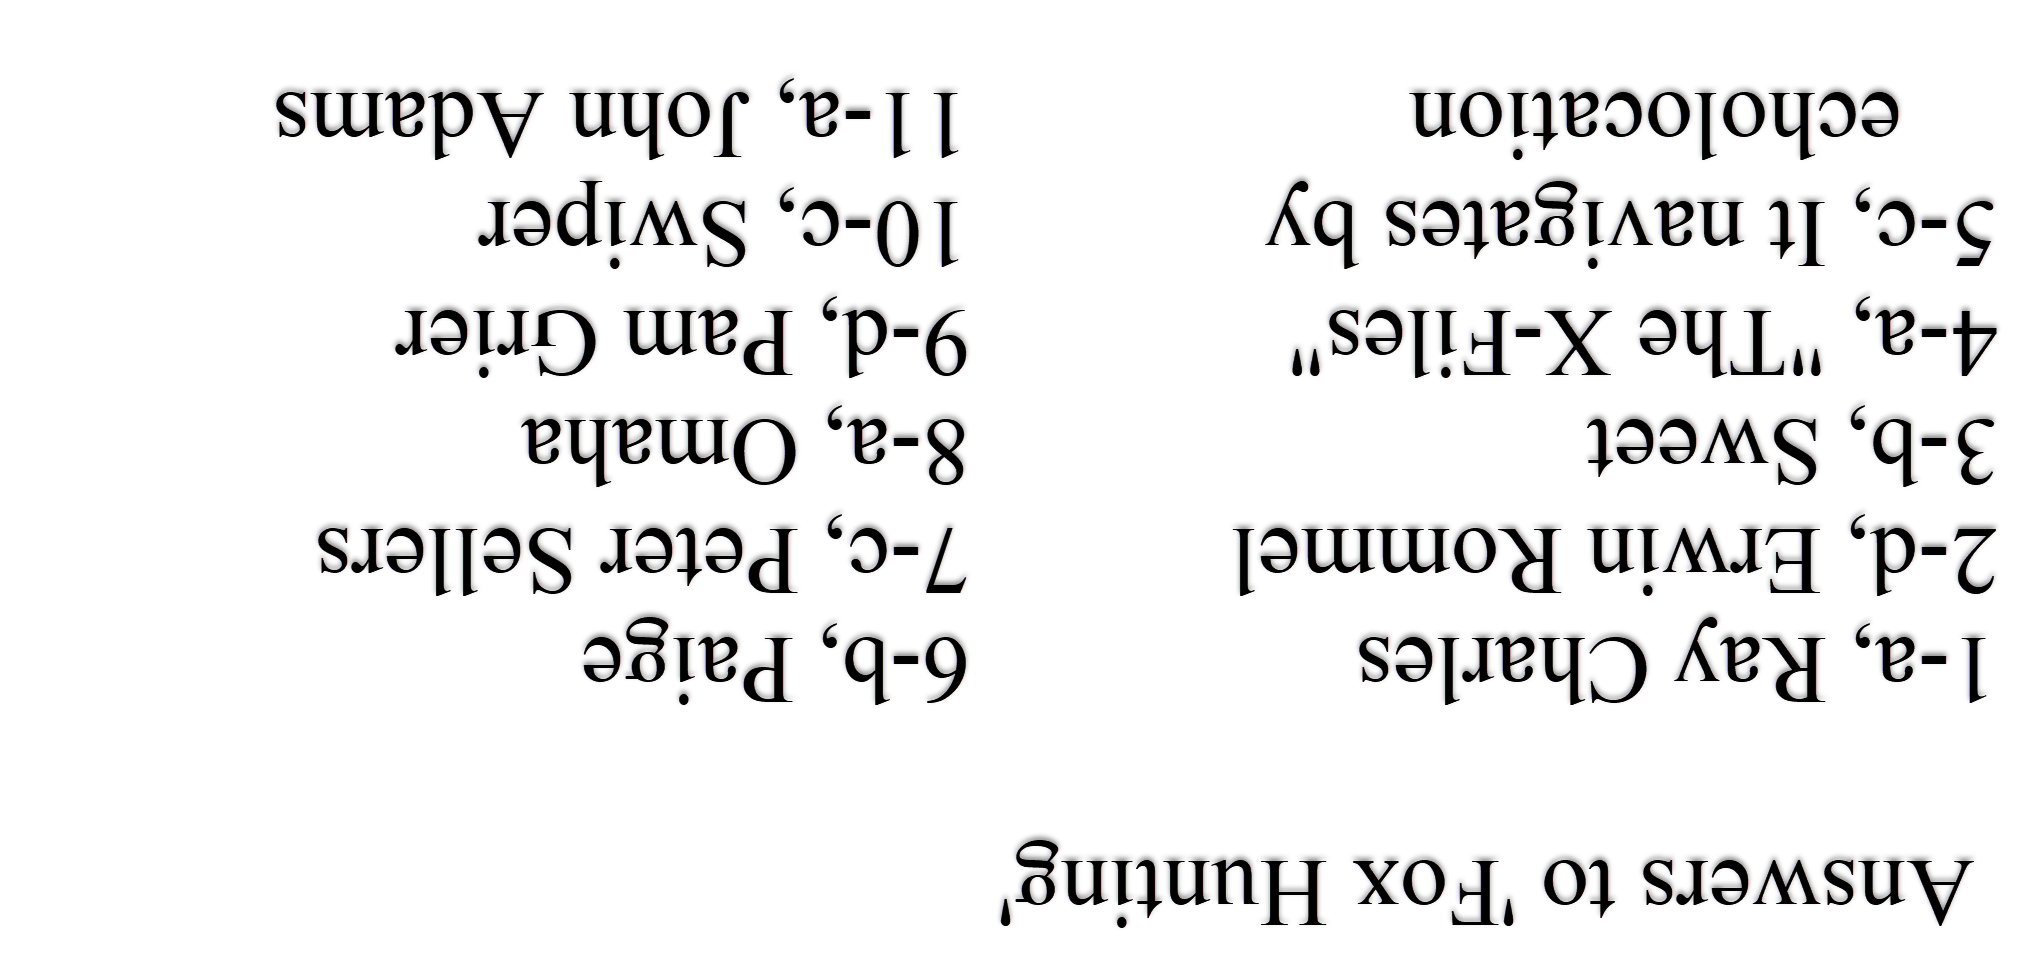 Answers to 'Fox Hunting'
1-a, Ray Charles
2-d, Erwin Rommel
3-b, Sweet
4-a, "The X-Files"
5-c, It navigates by
echolocation
6-b, Paige
7-c, Peter Sellers
8-a, Omaha
9-d, Pam Grier
10-c, Swiper
11-a, John Adams